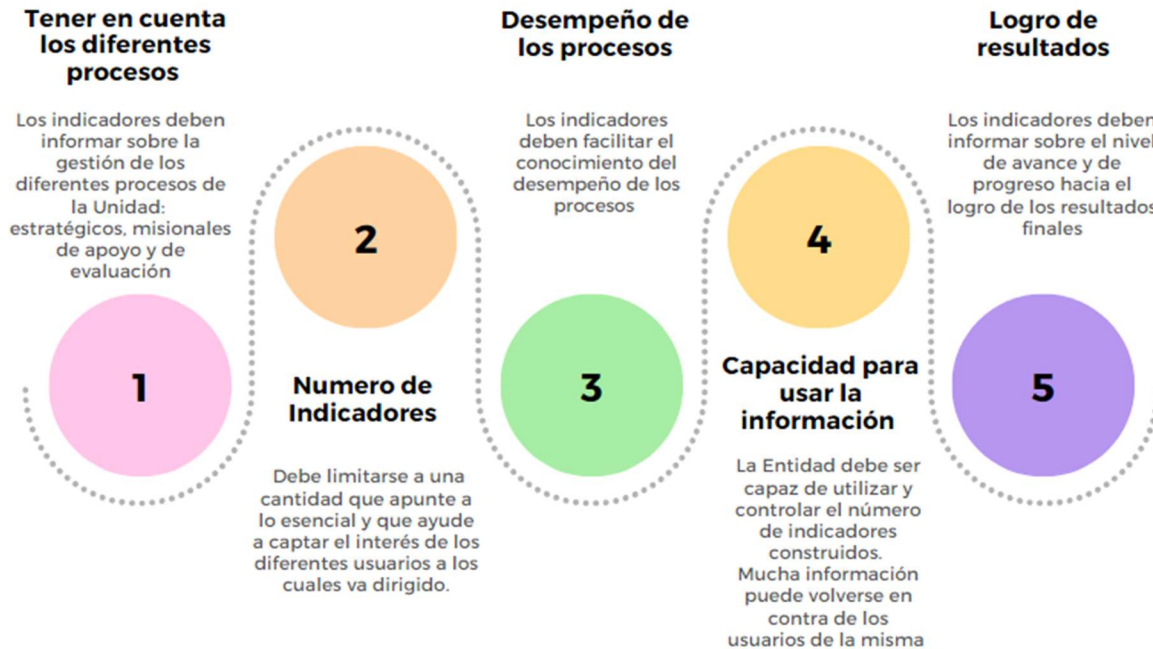 Tener en cuenta
los diferentes
procesos
Los indicadores deben
informar sobre la
gestión de los
diferentes procesos de
la Unidad:
estratégicos, misionales
de apoyo y de
evaluación
1
2
Numero de
Indicadores
Debe limitarse a una
cantidad que apunte a
lo esencial y que ayude
a captar el interés de los
diferentes usuarios a los
cuales va dirigido.
Desempeño de
los procesos
Los indicadores
deben facilitar el
conocimiento del
desempeño de los
procesos
3
4
Capacidad para
usar la
información
La Entidad debe ser
capaz de utilizar y
controlar el número
de indicadores
construidos.
Mucha información
puede volverse en
contra de los
usuarios de la misma
Logro de
resultados
Los indicadores deben
informar sobre el nivel
de avance y de
progreso hacia el
logro de los resultados
finales
5